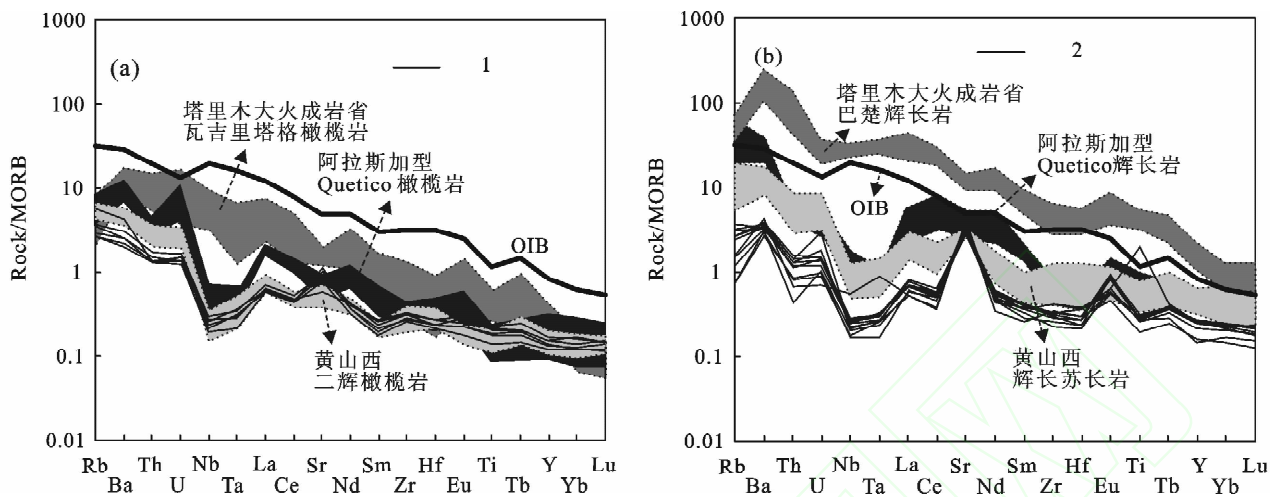 1000
100
10
1
0.1
0.01
Rock/MORB
(a)
1
塔里木大火成岩省
瓦吉里塔格橄榄岩
阿拉斯加型
Quetico 橄榄岩
OIB
黄山西
二辉橄榄岩
Rb Th Nb La Sr Sm Hf Ti Y Lu
Ba U Ta Ce Nd Zr Eu Tb Yb
1000
100
10
1
0.1
0.01
Rock/MORB
(b)
2
塔里木大火成岩省
巴楚辉长岩
阿拉斯加型
Quetico辉长岩
OIB
黄山西
辉长苏长岩
Rb Th Nb La Sr Sm Hf Ti Y Lu
Ba U Ta Ce Nd Zr Eu Tb Yb